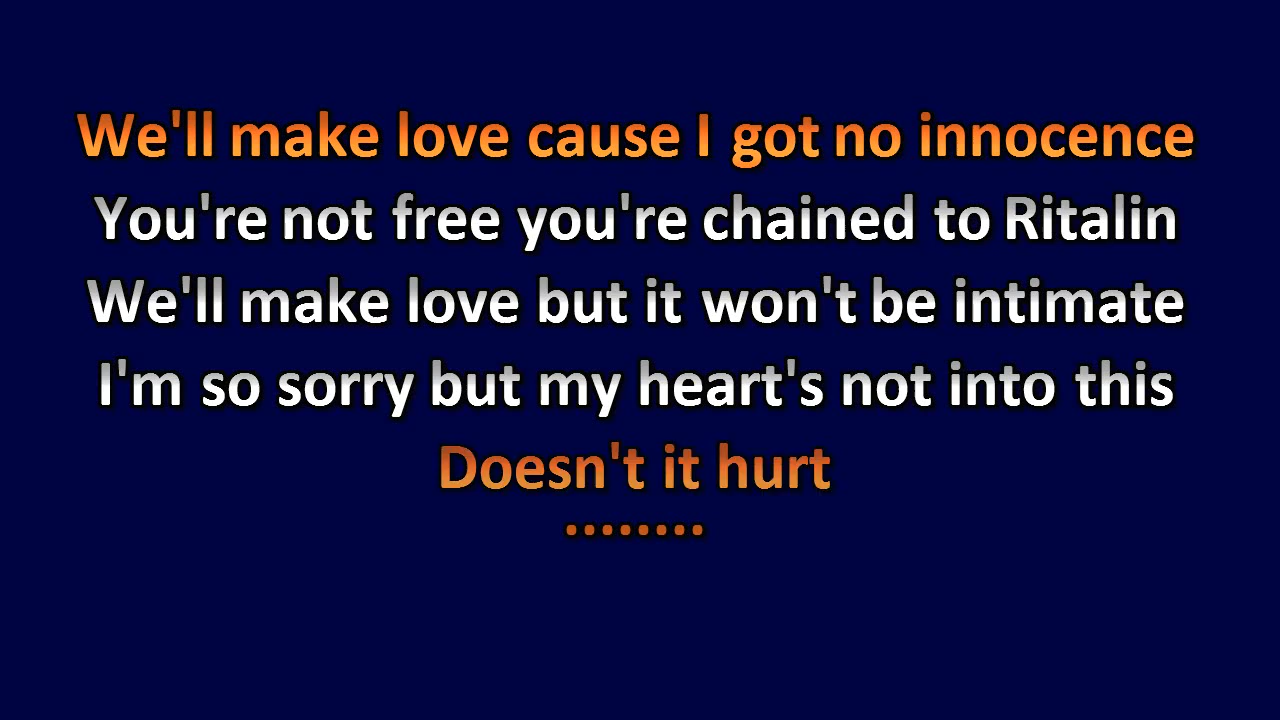 We'll make love cause I got no innocence
You're not free you're chained to Ritalin
We'll make love but it won't be intimate
I'm so sorry but my heart's not into this
Doesn't it hurt
........